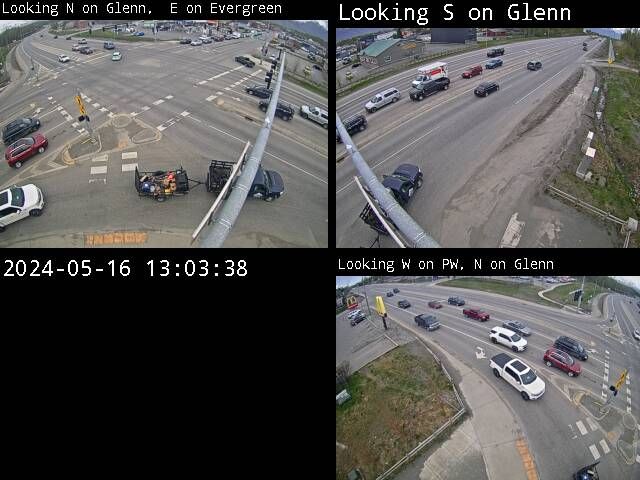 Looking N on Glenn, E on Evergreen
Looking S on Glenn
2024-05-16 13:03:38
Looking W on PW, N on Glenn